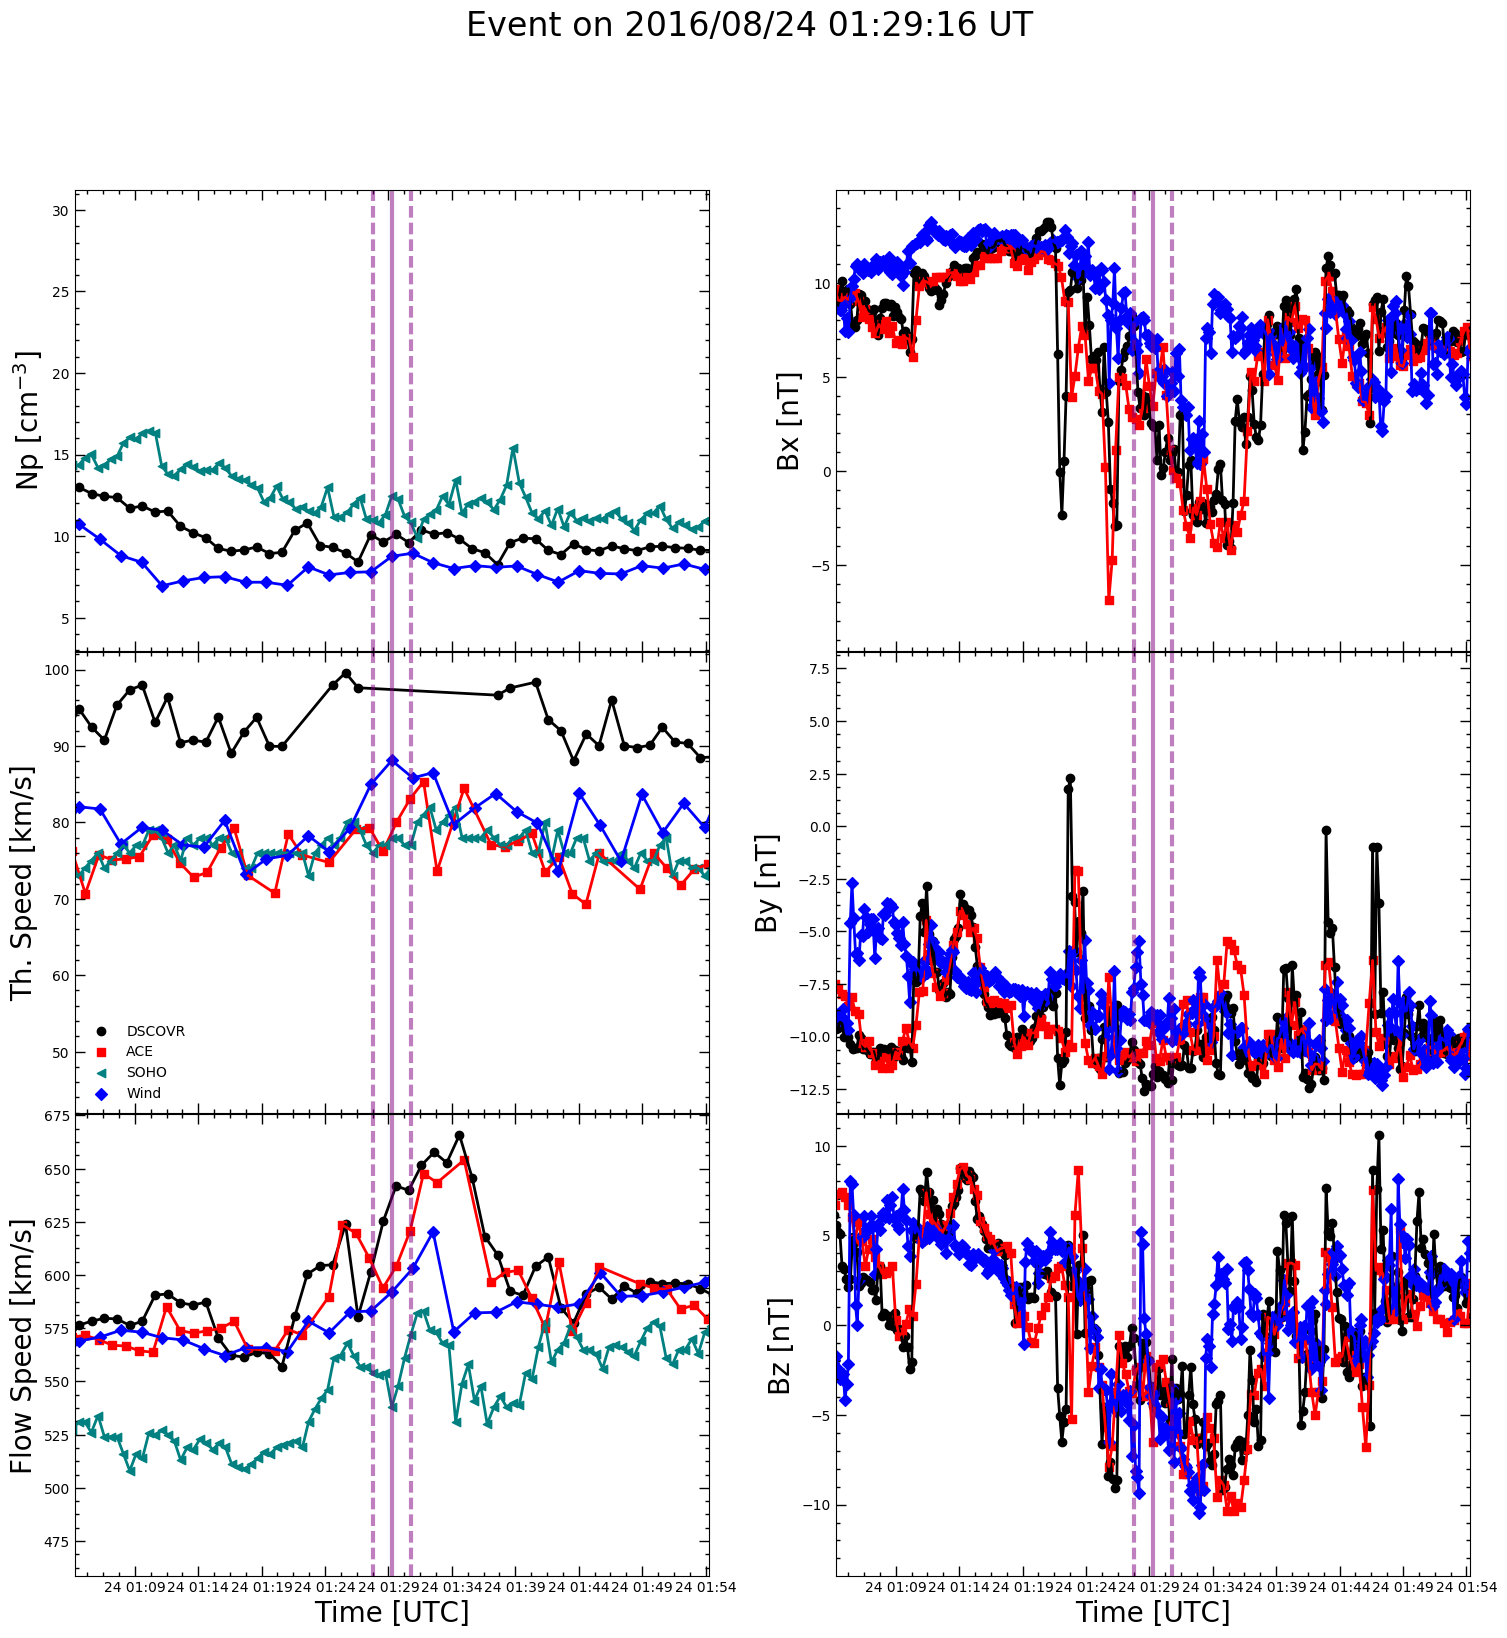 Event on 2016/08/24 01:29:16 UT
30
25
20
15
10
5
Np [cm⁻³]
10
5
0
−5
Bx [nT]
100
90
80
70
60
50
Th. Speed [km/s]
DSCOVR
ACE
SOHO
Wind
7.5
5.0
2.5
0.0
−2.5
−5.0
−7.5
−10.0
−12.5
By [nT]
675
650
625
600
575
550
525
500
475
Flow Speed [km/s]
10
5
0
−5
−10
Bz [nT]
24 01:09 24 01:14 24 01:19 24 01:24 24 01:29 24 01:34 24 01:39 24 01:44 24 01:49 24 01:54
Time [UTC]
24 01:09 24 01:14 24 01:19 24 01:24 24 01:29 24 01:34 24 01:39 24 01:44 24 01:49 24 01:54
Time [UTC]